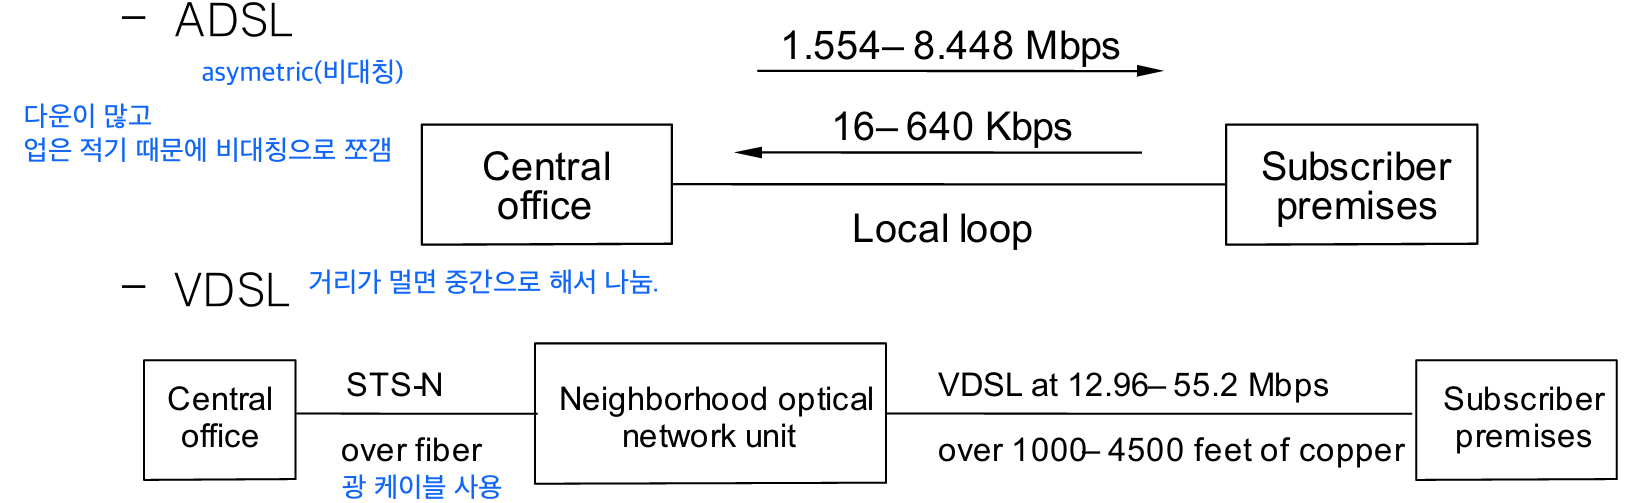 – ADSL
asymetric(비대칭)
다운이 많고
업은 적기 때문에 비대칭으로 쪼갬
1.554– 8.448 Mbps
16– 640 Kbps
Central
office
Subscriber
premises
Local loop
– VDSL
거리가 멀면 중간으로 해서 나눔.
Central
office
STS-N
over fiber
광 케이블 사용
Neighborhood optical
network unit
VDSL at 12.96– 55.2 Mbps
over 1000– 4500 feet of copper
Subscriber
premises